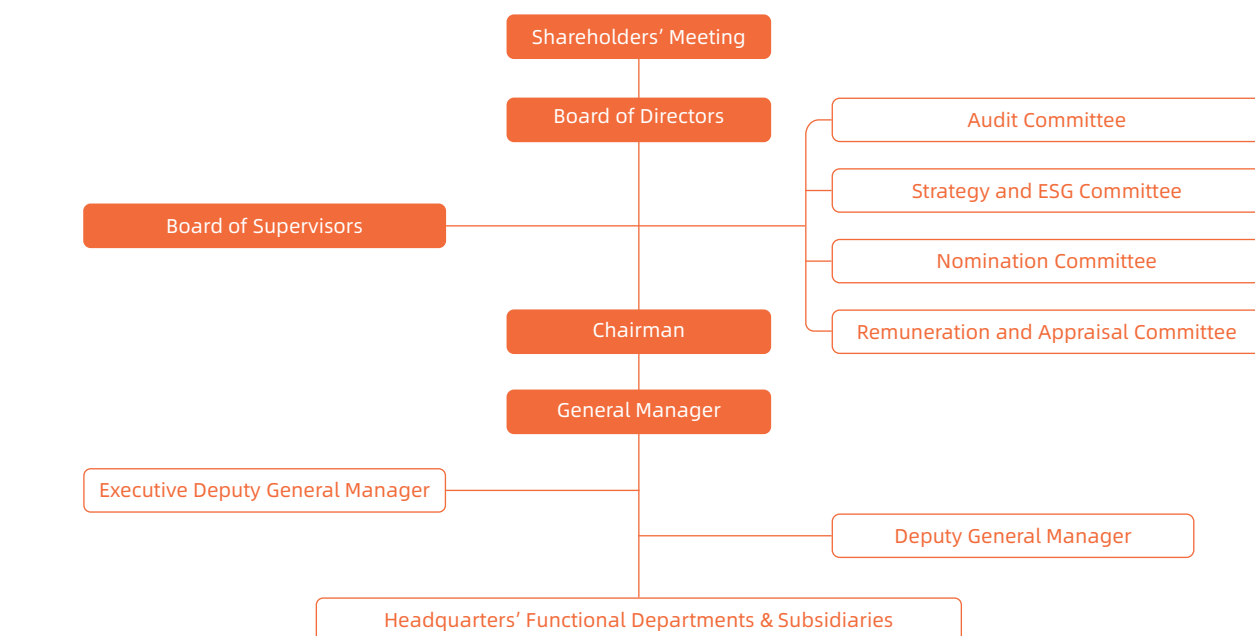 Shareholders’ Meeting
Board of Directors
Audit Committee
Strategy and ESG Committee
Board of Supervisors
Nomination Committee
Chairman
Remuneration and Appraisal Committee
General Manager
Executive Deputy General Manager
Deputy General Manager
Headquarters’ Functional Departments & Subsidiaries